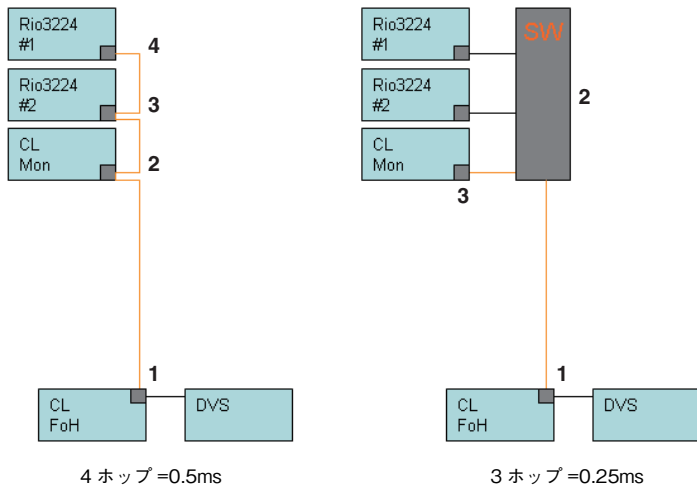 Rio3224
#1
4
Rio3224
#2
3
CL
Mon
2
1
CL
FoH
DVS
4 ホップ =0.5ms
Rio3224
#1
SW
Rio3224
#2
2
CL
Mon
3
1
CL
FoH
DVS
3 ホップ =0.25ms